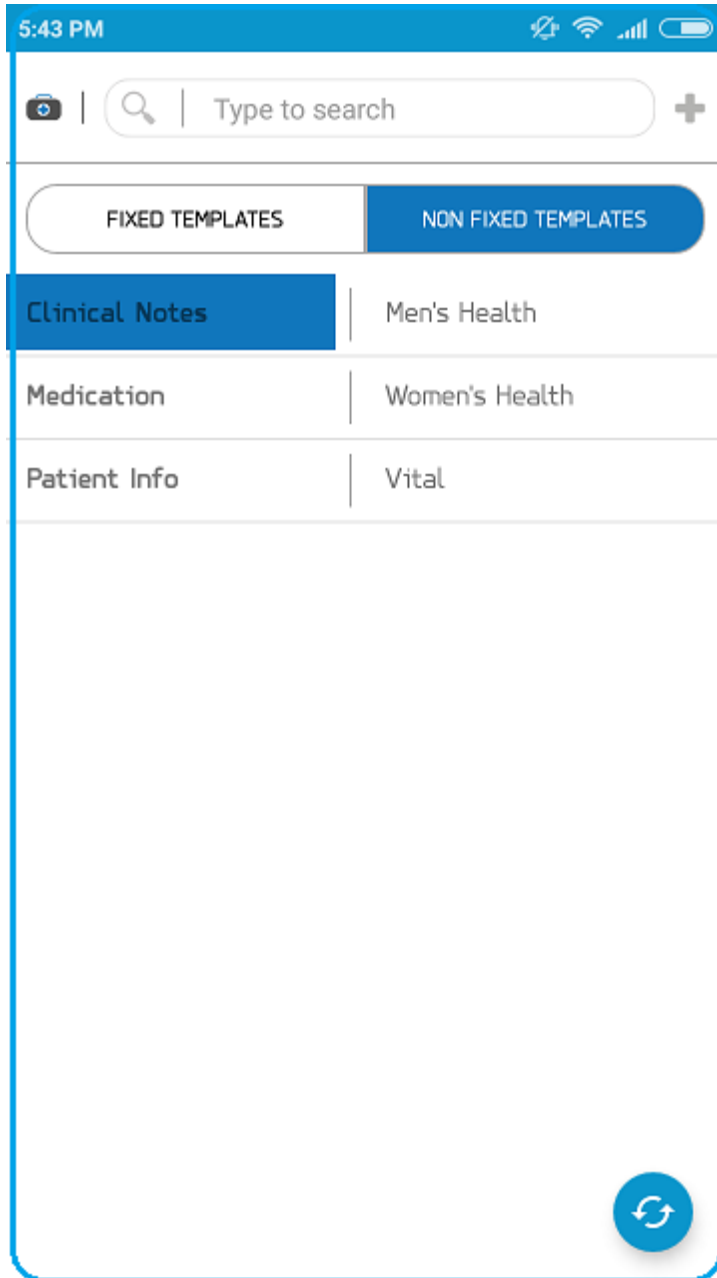 5:43 PM
Type to search
FIXED TEMPLATES NON FIXED TEMPLATES
Clinical Notes Men's Health
Medication Women's Health
Patient Info Vital